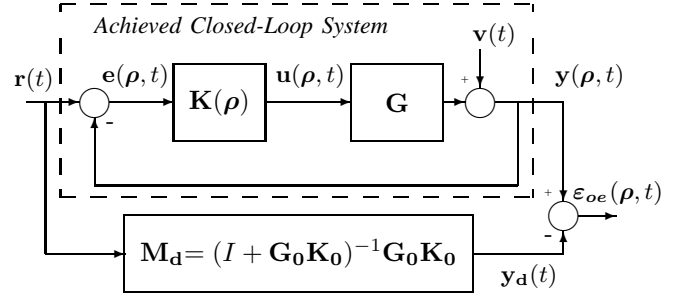 Achieved Closed-Loop System
v(t)
r(t)
e(ρ, t)
u(ρ, t)
y(ρ, t)
+
K(ρ)
G
-
+
ε_oe(ρ, t)
M_d= (I + G_0K_0)^{-1}G_0K_0
-
y_d(t)